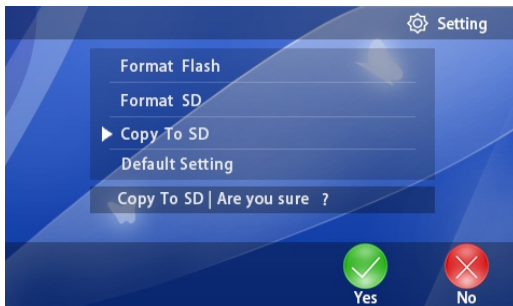 Setting
Format Flash
Format SD
Copy To SD
Default Setting
Copy To SD | Are you sure ?
Yes No